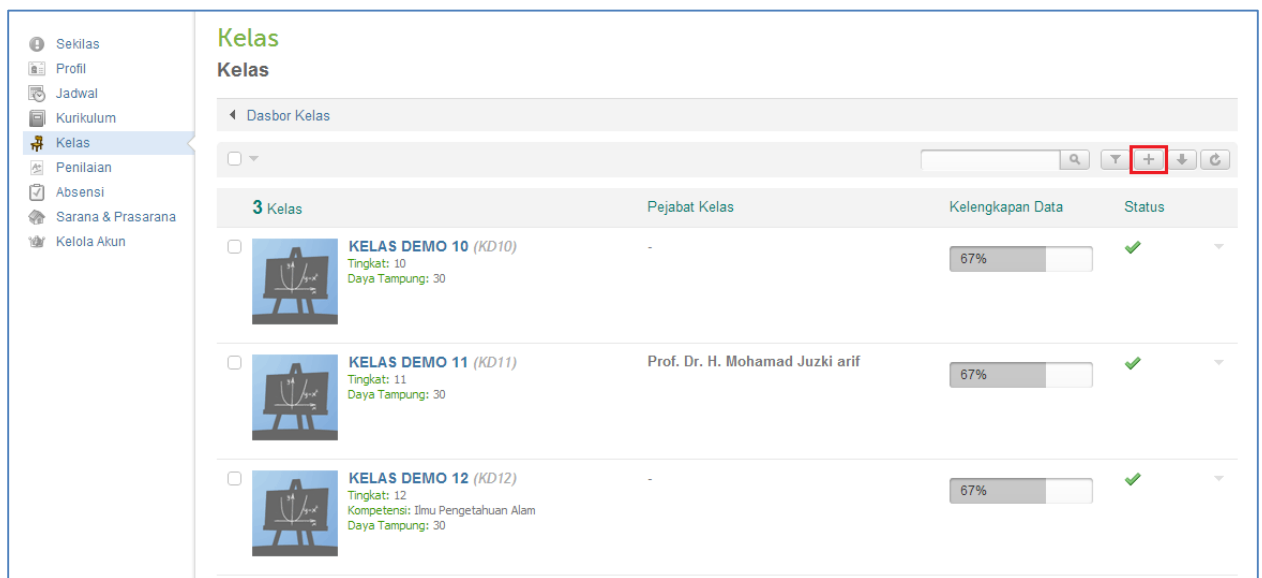 Sekilas
Profil
Jadwal
Kurikulum
Kelas
Penilaian
Absensi
Sarana & Prasarana
Kelola Akun
Kelas
Kelas
Dasbor Kelas
3 Kelas Pejabat Kelas Kelengkapan Data Status
KELAS DEMO 10 (KD10) - 67%
Tingkat: 10
Daya Tampung: 30
KELAS DEMO 11 (KD11) Prof. Dr. H. Mohamad Juzki arif 67%
Tingkat: 11
Daya Tampung: 30
KELAS DEMO 12 (KD12) - 67%
Tingkat: 12
Kompetensi: Ilmu Pengetahuan Alam
Daya Tampung: 30